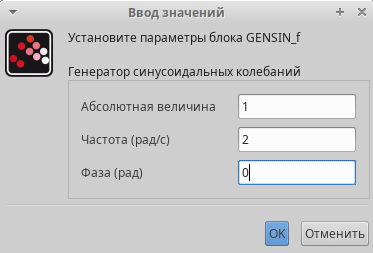 Ввод значений
Установите параметры блока GENSIN_f
Генератор синусоидальных колебаний
Абсолютная величина 1
Частота (рад/с) 2
Фаза (рад) 0
OK Отменить